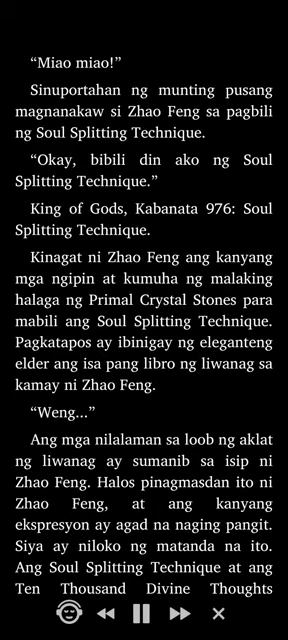 “Miao miao!”
Sinuportahan ng munting pusang
magnanakaw si Zhao Feng sa pagbili
ng Soul Splitting Technique.
“Okay, bibili din ako ng Soul
Splitting Technique.”
King of Gods, Kabanata 976: Soul
Splitting Technique.
Kinagat ni Zhao Feng ang kanyang
mga ngipin at kumuha ng malaking
halaga ng Primal Crystal Stones para
mabili ang Soul Splitting Technique.
Pagkatapos ay ibinigay ng eleganteng
elder ang isa pang libro ng liwanag sa
kamay ni Zhao Feng.
“Weng...”
Ang mga nilalaman sa loob ng aklat
ng liwanag ay sumanib sa isip ni
Zhao Feng. Halos pinagmasdan ito ni
Zhao Feng, at ang kanyang
ekspresyon ay agad na naging pangit.
Siya ay niloko ng matanda na ito.
Ang Soul Splitting Technique at ang
Ten Thousand Divine Thoughts